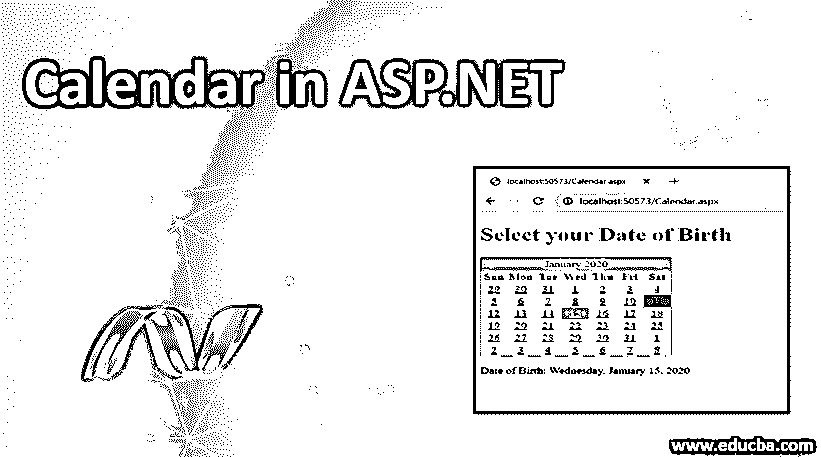 Calendar in ASP.NET
localhost:50573/Calendar.aspx
localhost:50573/Calendar.aspx
Select your Date of Birth
January 2020
Sun Mon Tue Wed Thu Fri Sat
29 30 31 1 2 3 4
5 6 7 8 9 10
12 13 14 15 16 17 18
19 20 21 22 23 24 25
26 27 28 29 30 31 1
2 3 4 5 6 7 8
Date of Birth: Wednesday, January 15, 2020
www.educba.com